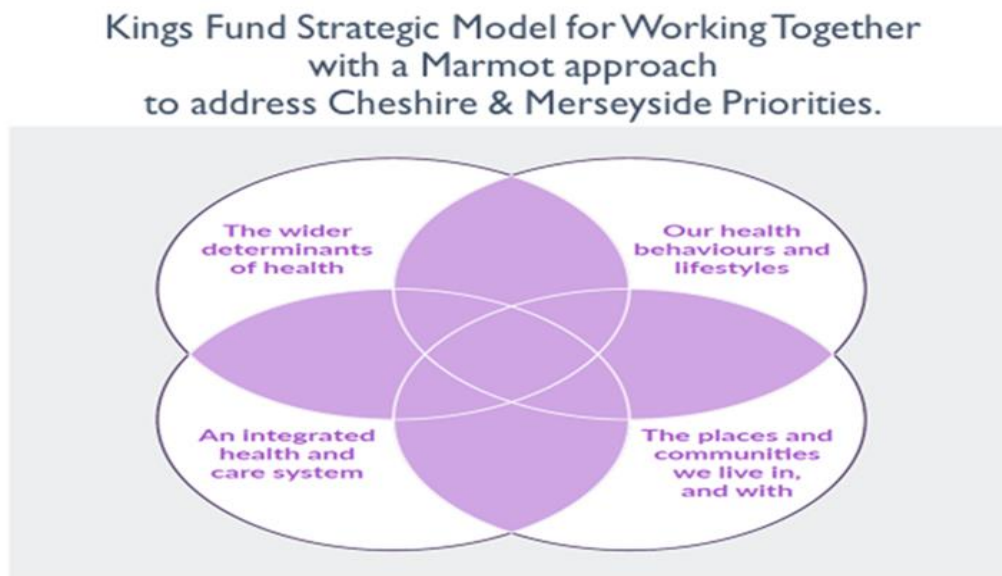 Kings Fund Strategic Model for Working Together
with a Marmot approach
to address Cheshire & Merseyside Priorities.
The wider
determinants
of health
Our health
behaviours and
lifestyles
An integrated
health and
care system
The places and
communities
we live in,
and with